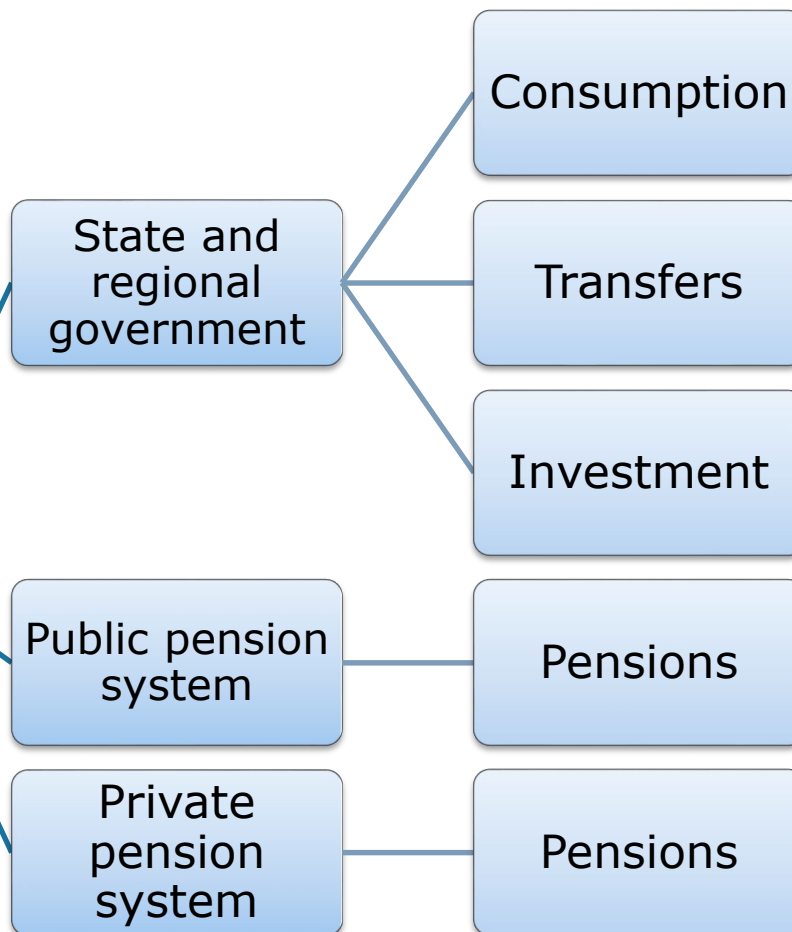 Consumption
State and
regional
government
Transfers
Investment
Public pension
system
Pensions
Private
pension
system
Pensions